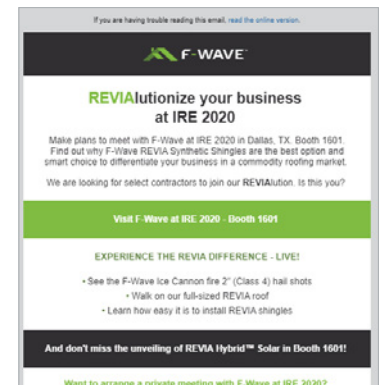 If you are having trouble reading this email, read the online version.
F-WAVE
REVIAlutionize your business
at IRE 2020
Make plans to meet with F-Wave at IRE 2020 in Dallas, TX. Booth 1601.
Find out why F-Wave REVIA Synthetic Shingles are the best option and
smart choice to differentiate your business in a commodity roofing market.
We are looking for select contractors to join our REVIAlution. Is this you?
Visit F-Wave at IRE 2020 - Booth 1601
EXPERIENCE THE REVIA DIFFERENCE - LIVE!
• See the F-Wave Ice Cannon fire 2" (Class 4) hail shots
• Walk on our full-sized REVIA roof
• Learn how easy it is to install REVIA shingles
And don't miss the unveiling of REVIA Hybrid™ Solar in Booth 1601!
Want to arrange a private meeting with F-Wave at IRE 2020?